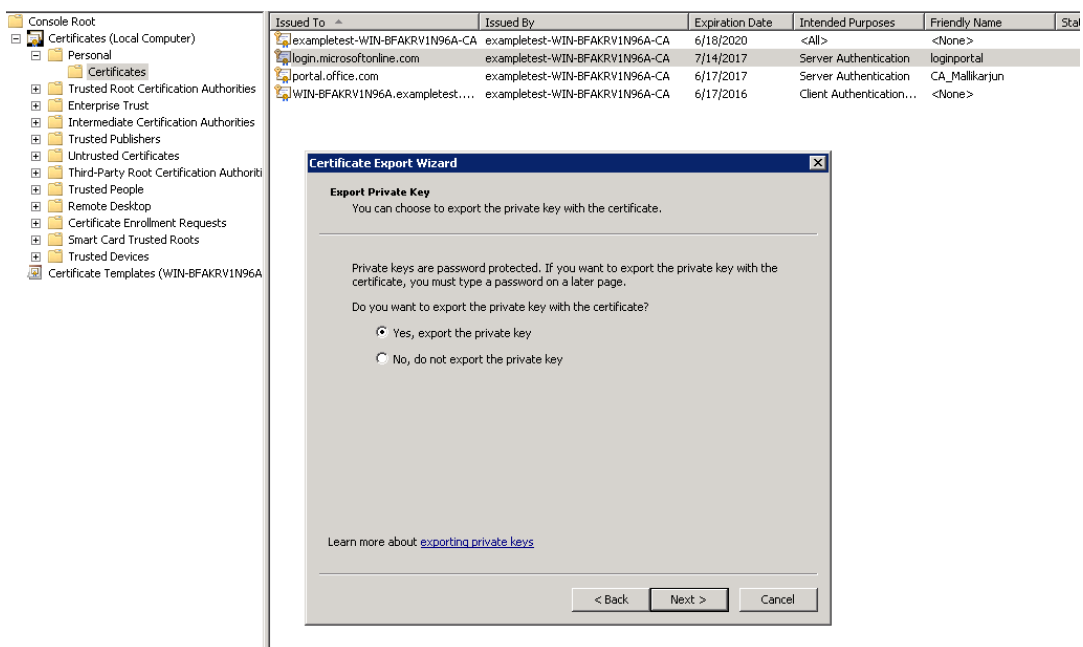 Console Root
Certificates (Local Computer)
Personal
Certificates
Trusted Root Certification Authorities
Enterprise Trust
Intermediate Certification Authorities
Trusted Publishers
Untrusted Certificates
Third-Party Root Certification Authoriti
Trusted People
Remote Desktop
Certificate Enrollment Requests
Smart Card Trusted Roots
Trusted Devices
Certificate Templates (WIN-BFAKRV1N96A
Issued To Issued By Expiration Date Intended Purposes Friendly Name Stat
exampletest-WIN-BFAKRV1N96A-CA exampletest-WIN-BFAKRV1N96A-CA 6/18/2020 <All> <None>
login.microsoftonline.com exampletest-WIN-BFAKRV1N96A-CA 7/14/2017 Server Authentication loginportal
portal.office.com exampletest-WIN-BFAKRV1N96A-CA 6/17/2017 Server Authentication CA_Mallikarjun
WIN-BFAKRV1N96A.exampletest.... exampletest-WIN-BFAKRV1N96A-CA 6/17/2016 Client Authentication... <None>
Certificate Export Wizard
Export Private Key
You can choose to export the private key with the certificate.
Private keys are password protected. If you want to export the private key with the
certificate, you must type a password on a later page.
Do you want to export the private key with the certificate?
Yes, export the private key
No, do not export the private key
Learn more about exporting private keys
< Back Next > Cancel